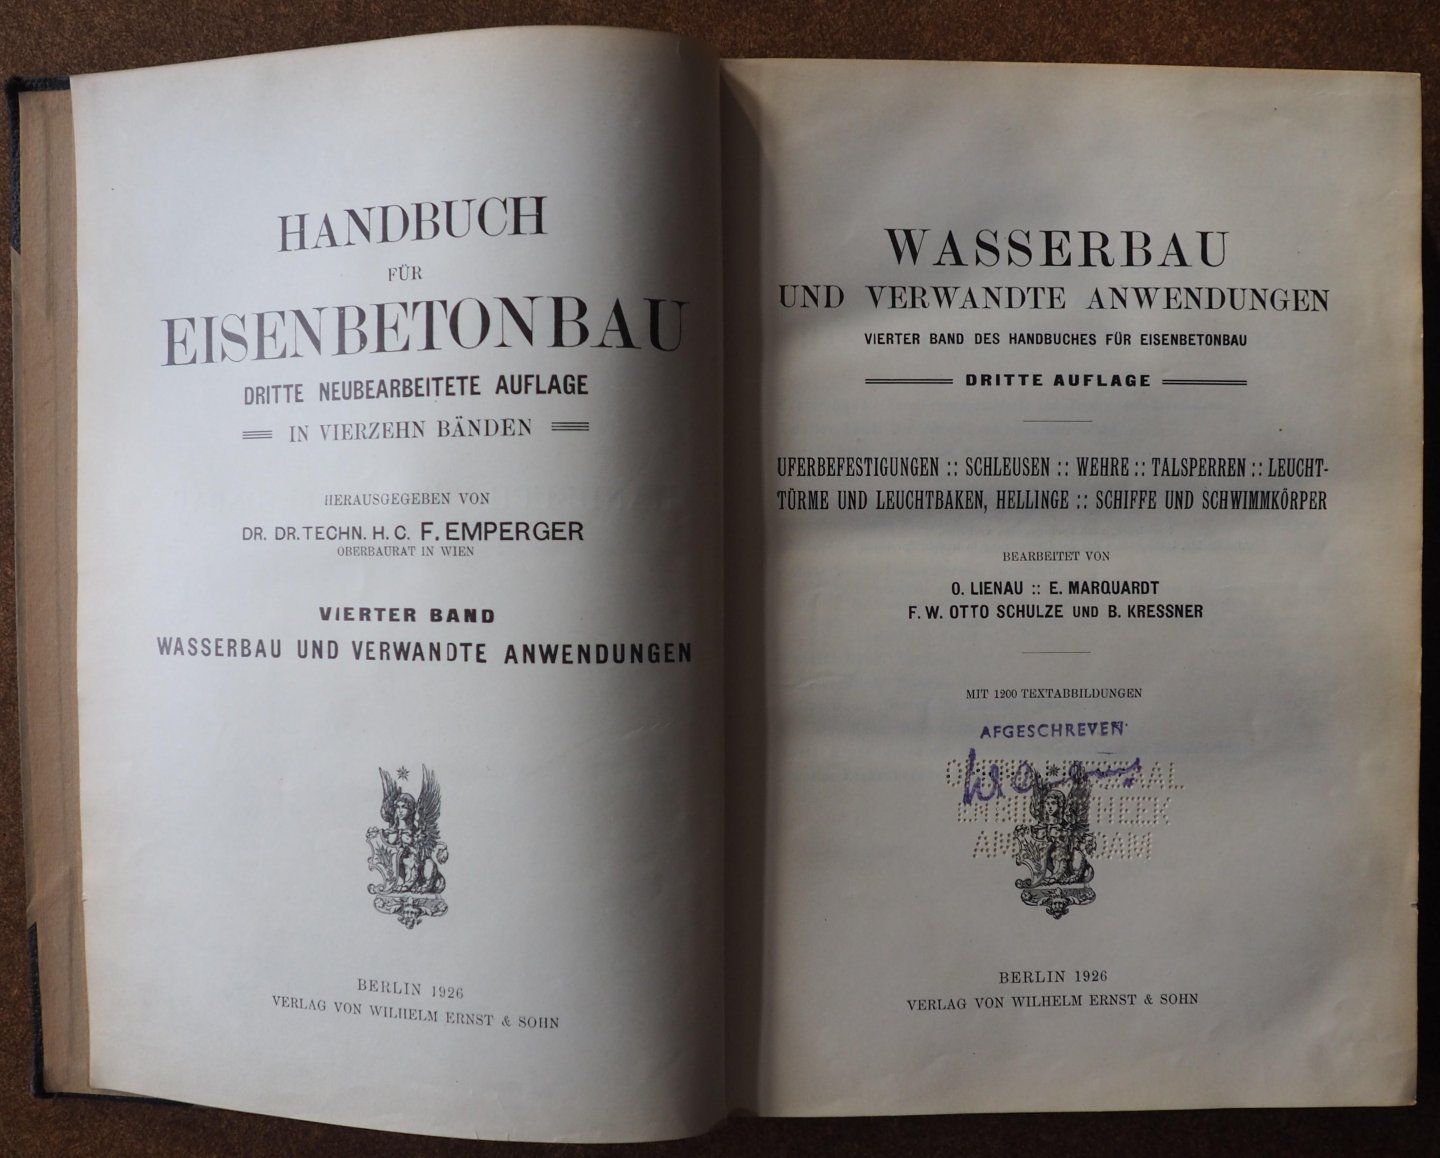 HANDBUCH
FÜR
EISENBETONBAU
DRITTE NEUBEARBEITETE AUFLAGE
IN VIERZEHN BÄNDEN
HERAUSGEGEBEN VON
DR. DR. TECHN. H. C. F. EMPERGER
OBERBAURAT IN WIEN
VIERTER BAND
WASSERBAU UND VERWANDTE ANWENDUNGEN
BERLIN 1926
VERLAG VON WILHELM ERNST & SOHN
WASSERBAU
UND VERWANDTE ANWENDUNGEN
VIERTER BAND DES HANDBUCHES FÜR EISENBETONBAU
DRITTE AUFLAGE
UFERBEFESTIGUNGEN :: SCHLEUSEN :: WEHRE :: TALSPERREN :: LEUCHT-
TÜRME UND LEUCHTBAKEN, HELLINGE :: SCHIFFE UND SCHWIMMKÖRPER
BEARBEITET VON
O. LIENAU :: E. MARQUARDT
F. W. OTTO SCHULZE UND B. KRESSNER
MIT 1200 TEXTABBILDUNGEN
AFGESCHREVEN
BERLIN 1926
VERLAG VON WILHELM ERNST & SOHN